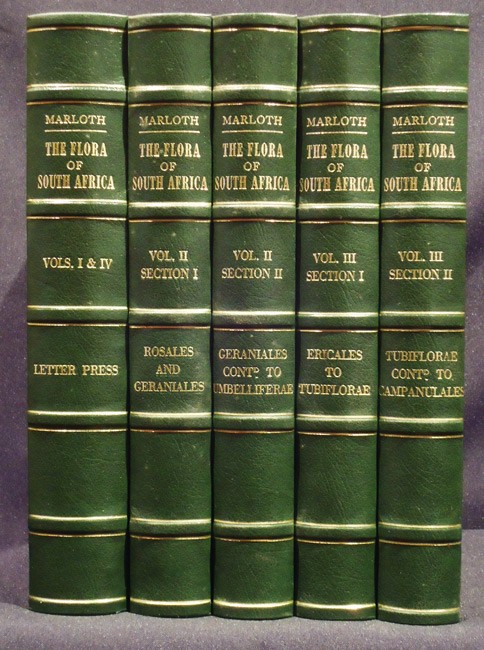 MARLOTH
THE FLORA
OF
SOUTH AFRICA
VOLS. I & IV
LETTER PRESS
MARLOTH
THE FLORA
OF
SOUTH AFRICA
VOL. II
SECTION I
ROSALES
AND
GERANIALES
MARLOTH
THE FLORA
OF
SOUTH AFRICA
VOL. II
SECTION II
GERANIALES
CONTD. TO
UMBELLIFERAE
MARLOTH
THE FLORA
OF
SOUTH AFRICA
VOL. III
SECTION I
ERICALES
TO
TUBIFLORAE
MARLOTH
THE FLORA
OF
SOUTH AFRICA
VOL. III
SECTION II
TUBIFLORAE
CONTD. TO
CAMPANULALES